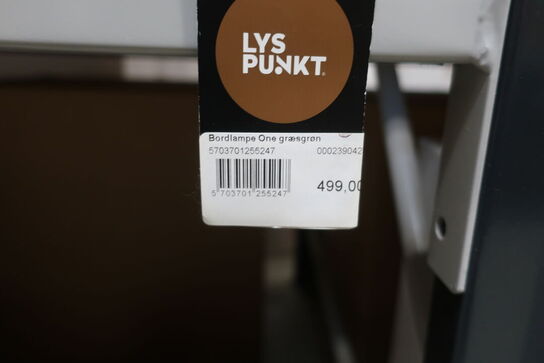 LYS
PUNKT®
Bordlampe One græsgrøn
5703701255247 000239042
499,00
5 703701 255247